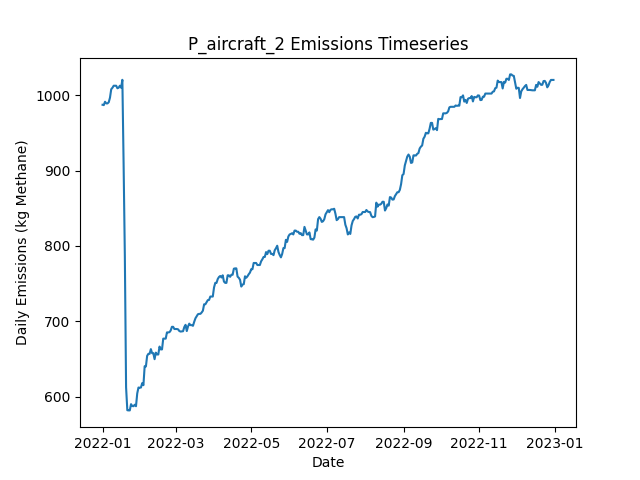 P_aircraft_2 Emissions Timeseries
Daily Emissions (kg Methane)
1000
900
800
700
600
2022-01 2022-03 2022-05 2022-07 2022-09 2022-11 2023-01
Date